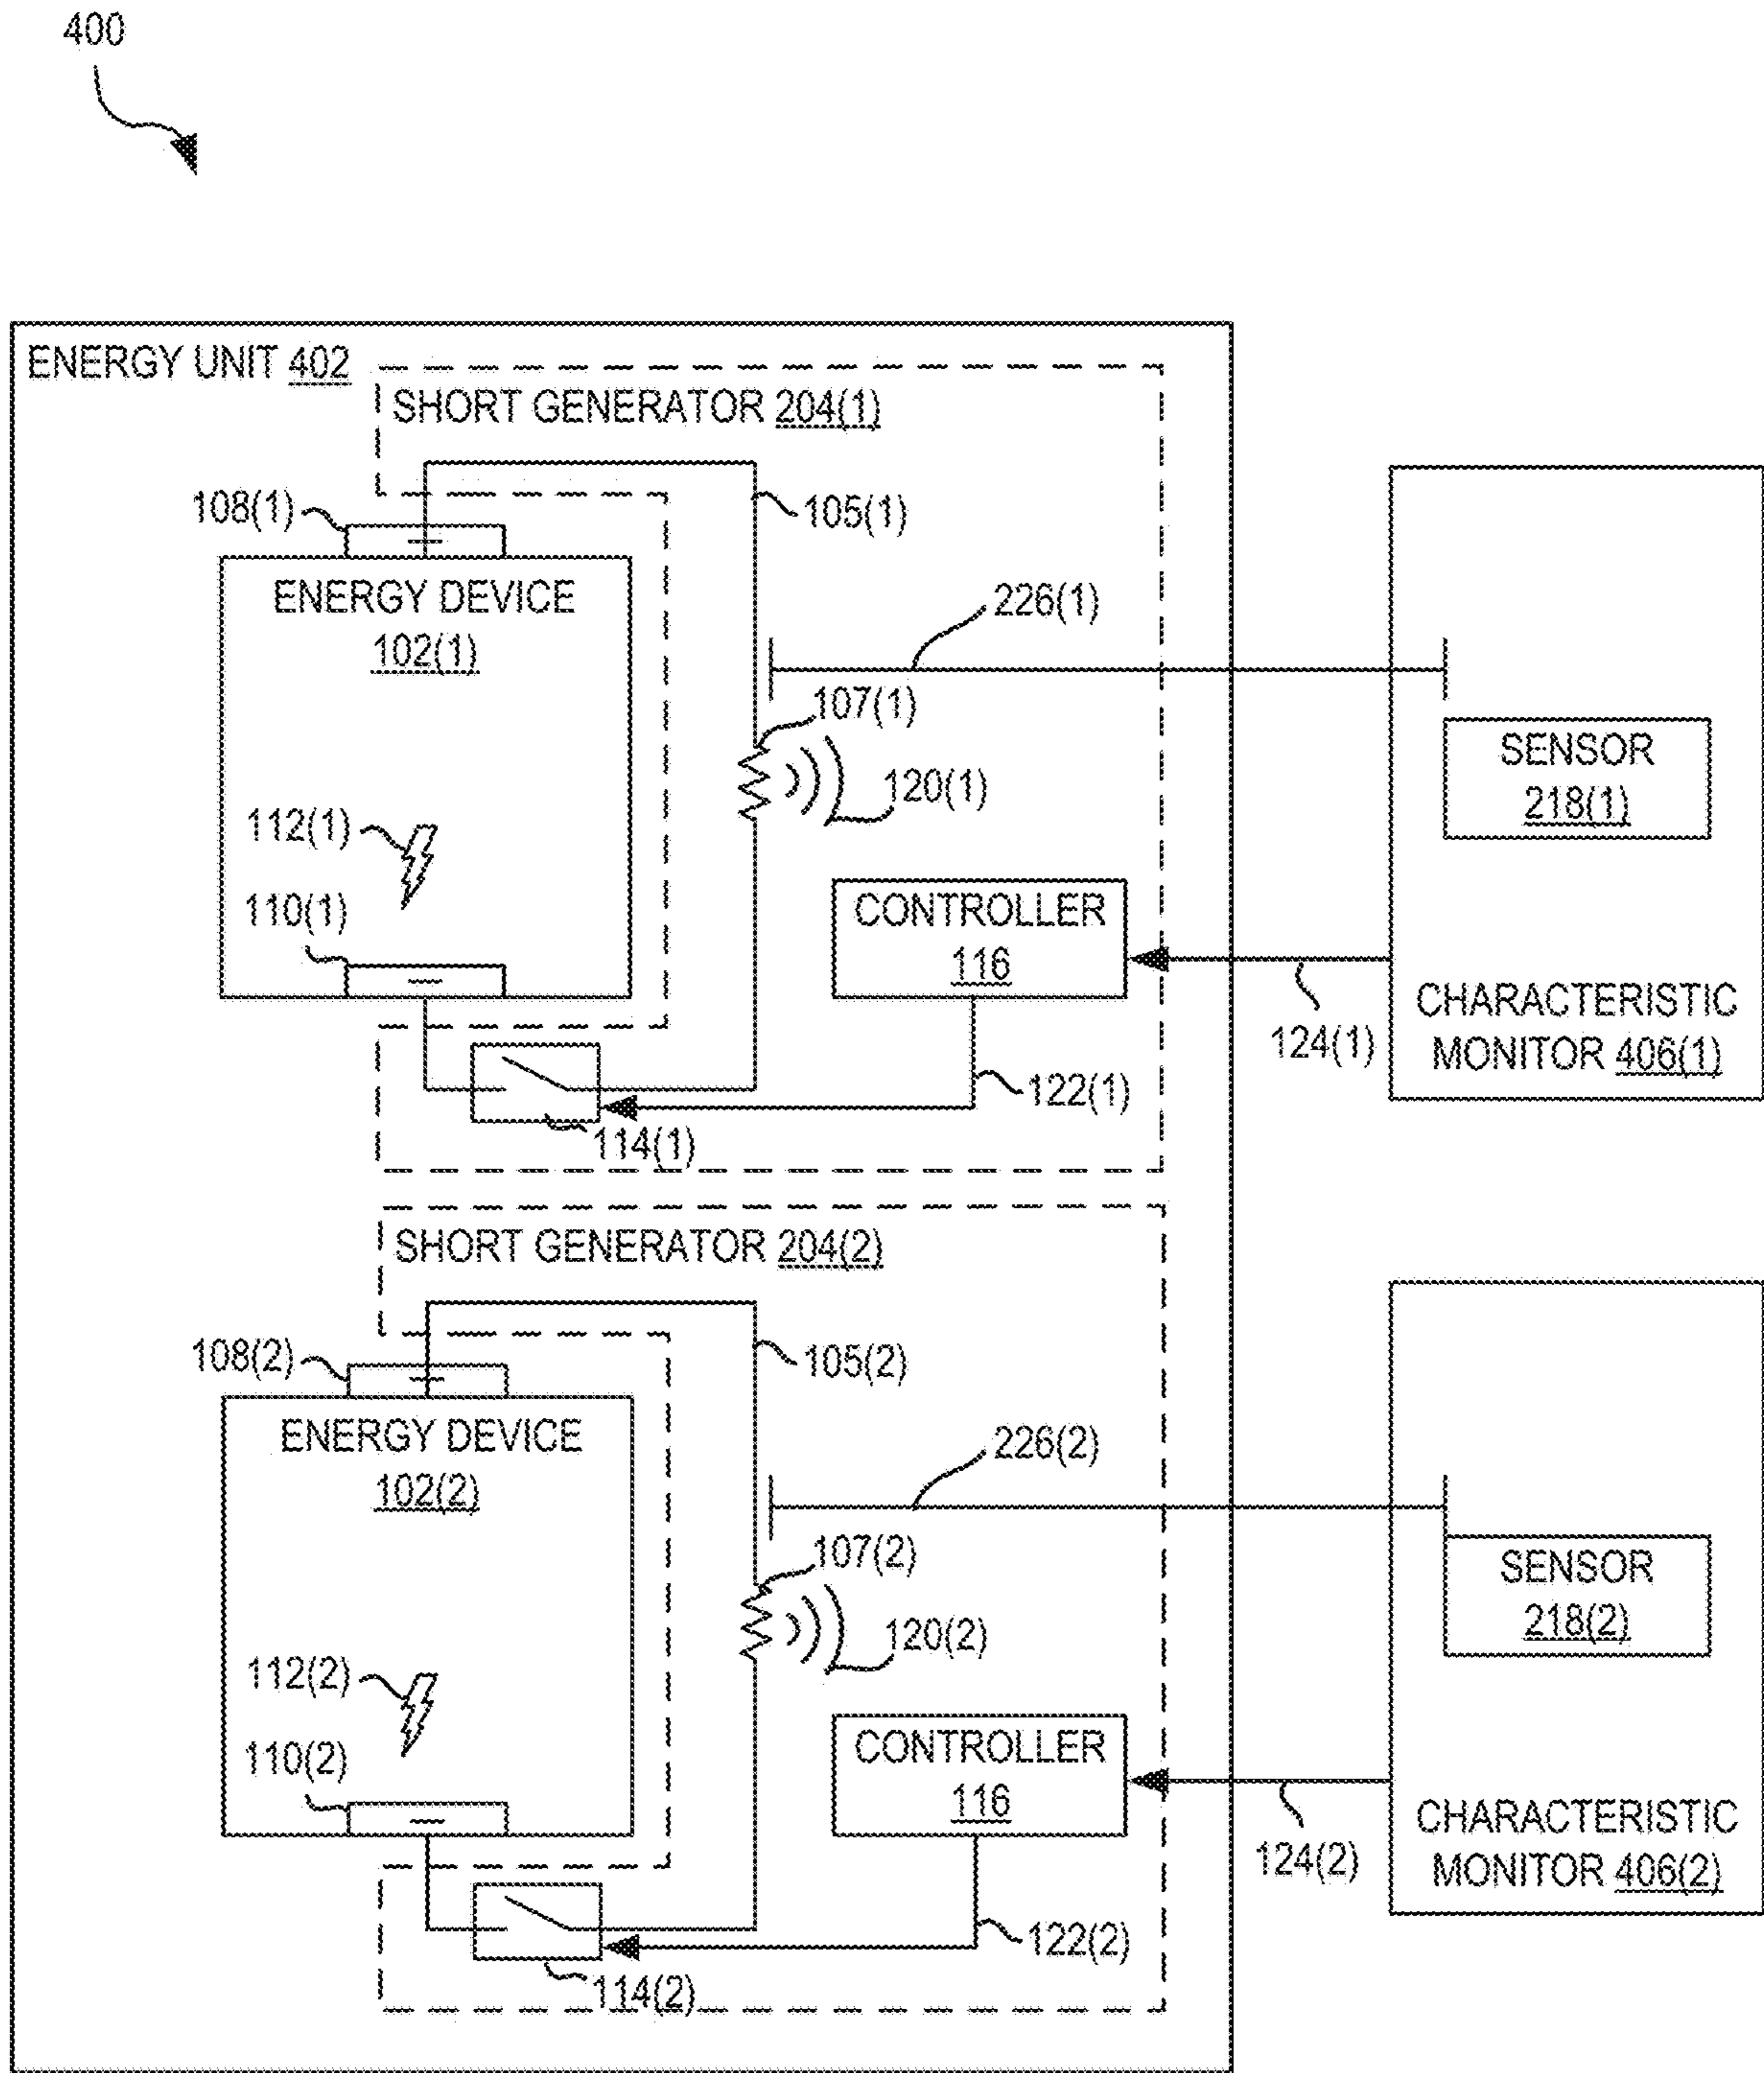 400
ENERGY UNIT 402
SHORT GENERATOR 204(1)
108(1)
105(1)
ENERGY DEVICE
102(1)
226(1)
107(1)
120(1)
SENSOR
218(1)
112(1)
110(1)
CONTROLLER
116
124(1)
CHARACTERISTIC
MONITOR 406(1)
122(1)
114(1)
SHORT GENERATOR 204(2)
108(2)
105(2)
ENERGY DEVICE
102(2)
226(2)
107(2)
120(2)
SENSOR
218(2)
112(2)
110(2)
CONTROLLER
116
124(2)
CHARACTERISTIC
MONITOR 406(2)
122(2)
114(2)